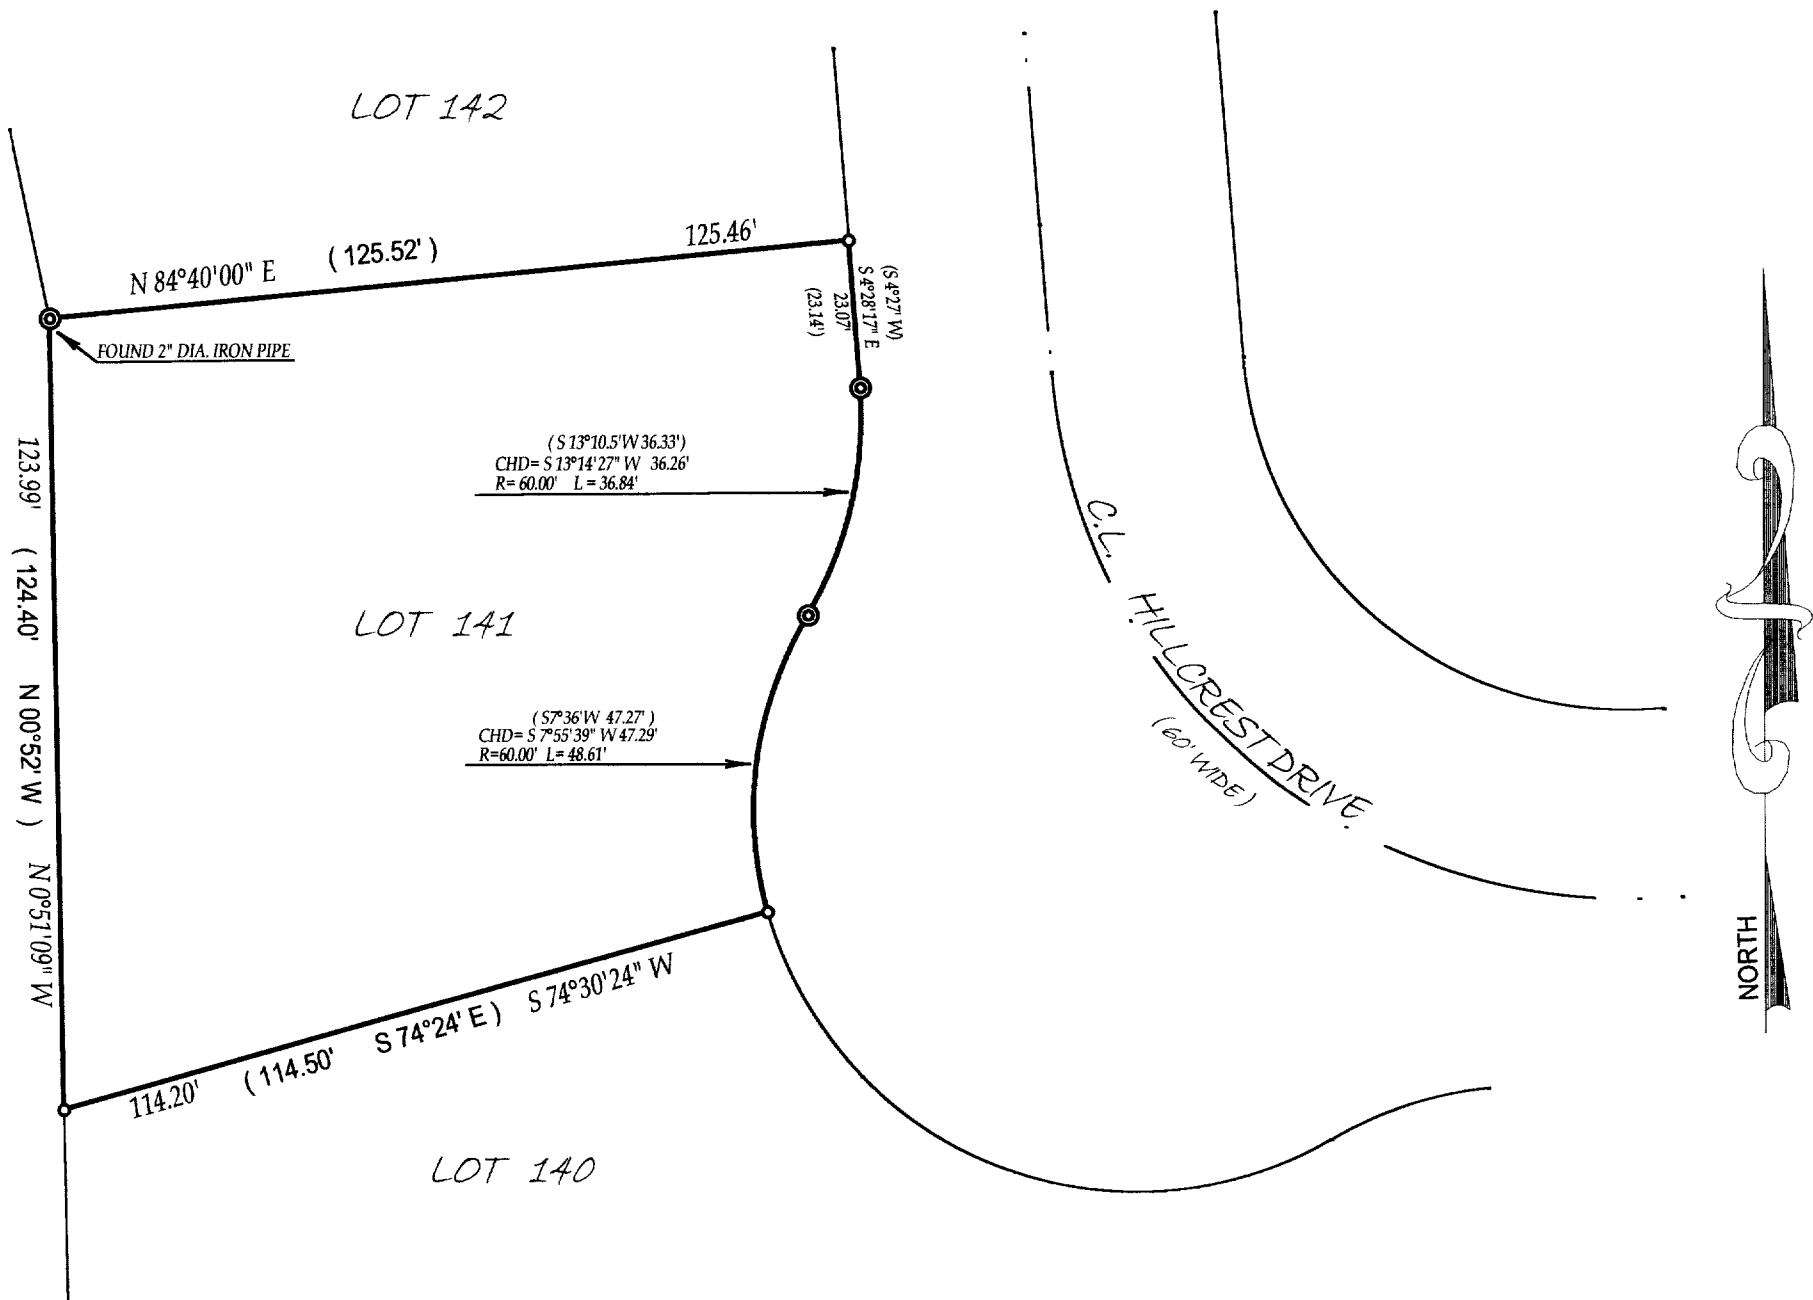 LOT 142
N 84°40'00" E ( 125.52' ) 125.46'
(S 4°27' W)
S 4°28'17" E
23.07'
(23.14')
FOUND 2" DIA. IRON PIPE
123.99' ( 124.40' N 00°52' W ) N 0°51'09" W
( S 13°10.5'W 36.33')
CHD= S 13°14'27" W 36.26'
R= 60.00' L = 36.84'
LOT 141
( S7°36'W 47.27' )
CHD= S 7°55'39" W 47.29'
R=60.00' L= 48.61'
C.L. HILLCREST DRIVE.
(60' WIDE)
114.20' ( 114.50' S 74°24' E ) S 74°30'24" W
LOT 140
NORTH